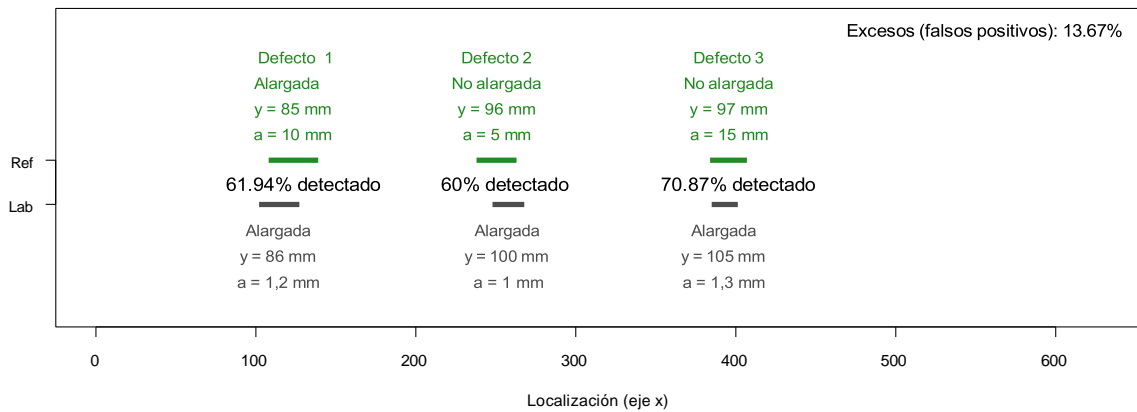 Excesos (falsos positivos): 13.67%
Defecto 1
Alargada
y = 85 mm
a = 10 mm
Defecto 2
No alargada
y = 96 mm
a = 5 mm
Defecto 3
No alargada
y = 97 mm
a = 15 mm
Ref
61.94% detectado
60% detectado
70.87% detectado
Lab
Alargada
y = 86 mm
a = 1,2 mm
Alargada
y = 100 mm
a = 1 mm
Alargada
y = 105 mm
a = 1,3 mm
0 100 200 300 400 500 600
Localización (eje x)